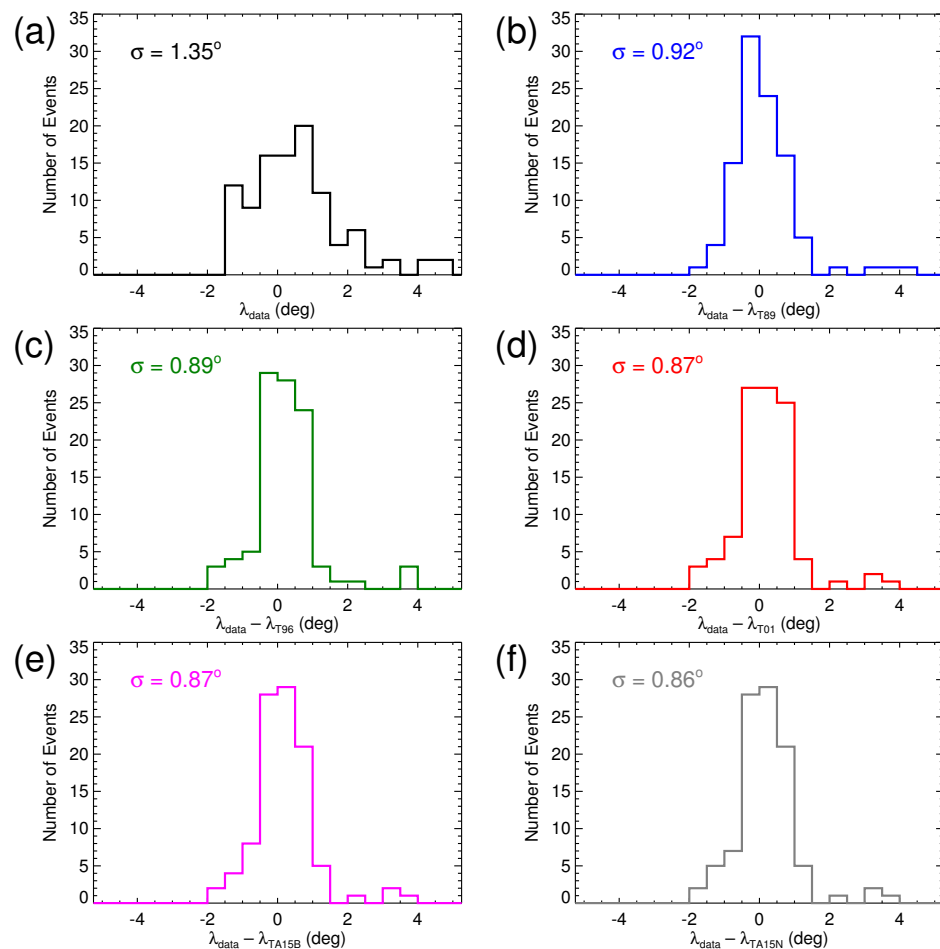 (a)
σ = 1.35°
Number of Events
35
30
25
20
15
10
5
0
-4 -2 0 2 4
λdata (deg)
(b)
σ = 0.92°
Number of Events
35
30
25
20
15
10
5
0
-4 -2 0 2 4
λdata – λT89 (deg)
(c)
σ = 0.89°
Number of Events
35
30
25
20
15
10
5
0
-4 -2 0 2 4
λdata – λT96 (deg)
(d)
σ = 0.87°
Number of Events
35
30
25
20
15
10
5
0
-4 -2 0 2 4
λdata – λT01 (deg)
(e)
σ = 0.87°
Number of Events
35
30
25
20
15
10
5
0
-4 -2 0 2 4
λdata – λTA15B (deg)
(f)
σ = 0.86°
Number of Events
35
30
25
20
15
10
5
0
-4 -2 0 2 4
λdata – λTA15N (deg)